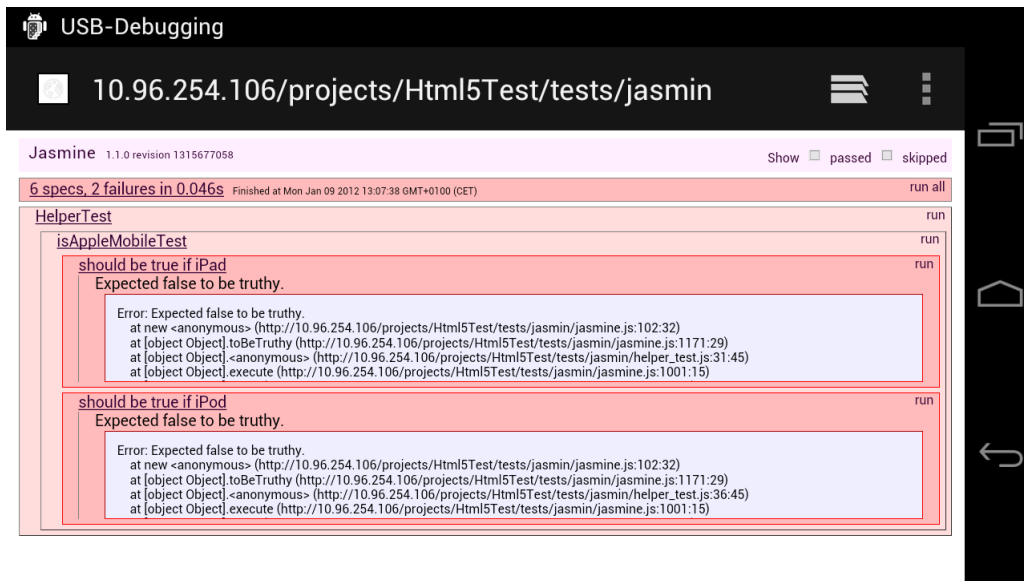 USB-Debugging
10.96.254.106/projects/Html5Test/tests/jasmin
Jasmine 1.1.0 revision 1315677058 Show passed skipped
6 specs, 2 failures in 0.046s Finished at Mon Jan 09 2012 13:07:38 GMT+0100 (CET) run all
HelperTest run
isAppleMobileTest run
should be true if iPad run
Expected false to be truthy.
Error: Expected false to be truthy.
at new <anonymous> (http://10.96.254.106/projects/Html5Test/tests/jasmin/jasmine.js:102:32)
at [object Object].toBeTruthy (http://10.96.254.106/projects/Html5Test/tests/jasmin/jasmine.js:1171:29)
at [object Object].<anonymous> (http://10.96.254.106/projects/Html5Test/tests/jasmin/helper_test.js:31:45)
at [object Object].execute (http://10.96.254.106/projects/Html5Test/tests/jasmin/jasmine.js:1001:15)
should be true if iPod run
Expected false to be truthy.
Error: Expected false to be truthy.
at new <anonymous> (http://10.96.254.106/projects/Html5Test/tests/jasmin/jasmine.js:102:32)
at [object Object].toBeTruthy (http://10.96.254.106/projects/Html5Test/tests/jasmin/jasmine.js:1171:29)
at [object Object].<anonymous> (http://10.96.254.106/projects/Html5Test/tests/jasmin/helper_test.js:36:45)
at [object Object].execute (http://10.96.254.106/projects/Html5Test/tests/jasmin/jasmine.js:1001:15)